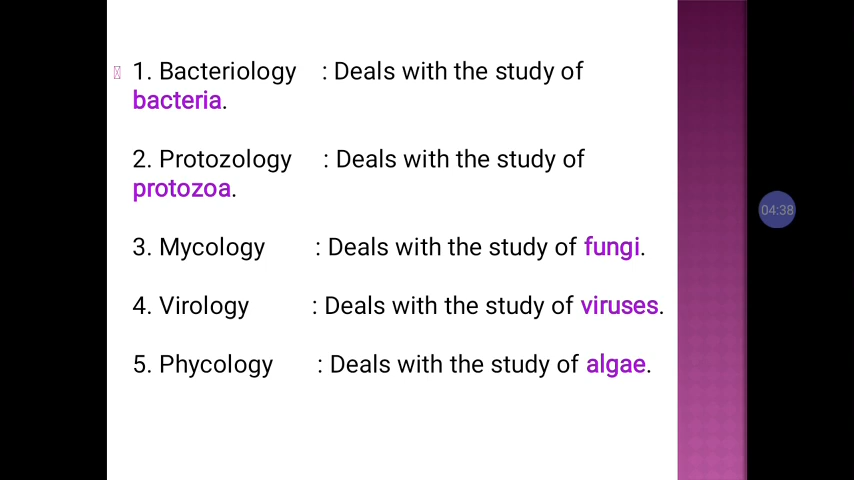 1. Bacteriology : Deals with the study of
bacteria.
2. Protozology : Deals with the study of
protozoa.
3. Mycology : Deals with the study of fungi.
4. Virology : Deals with the study of viruses.
5. Phycology : Deals with the study of algae.
04:38